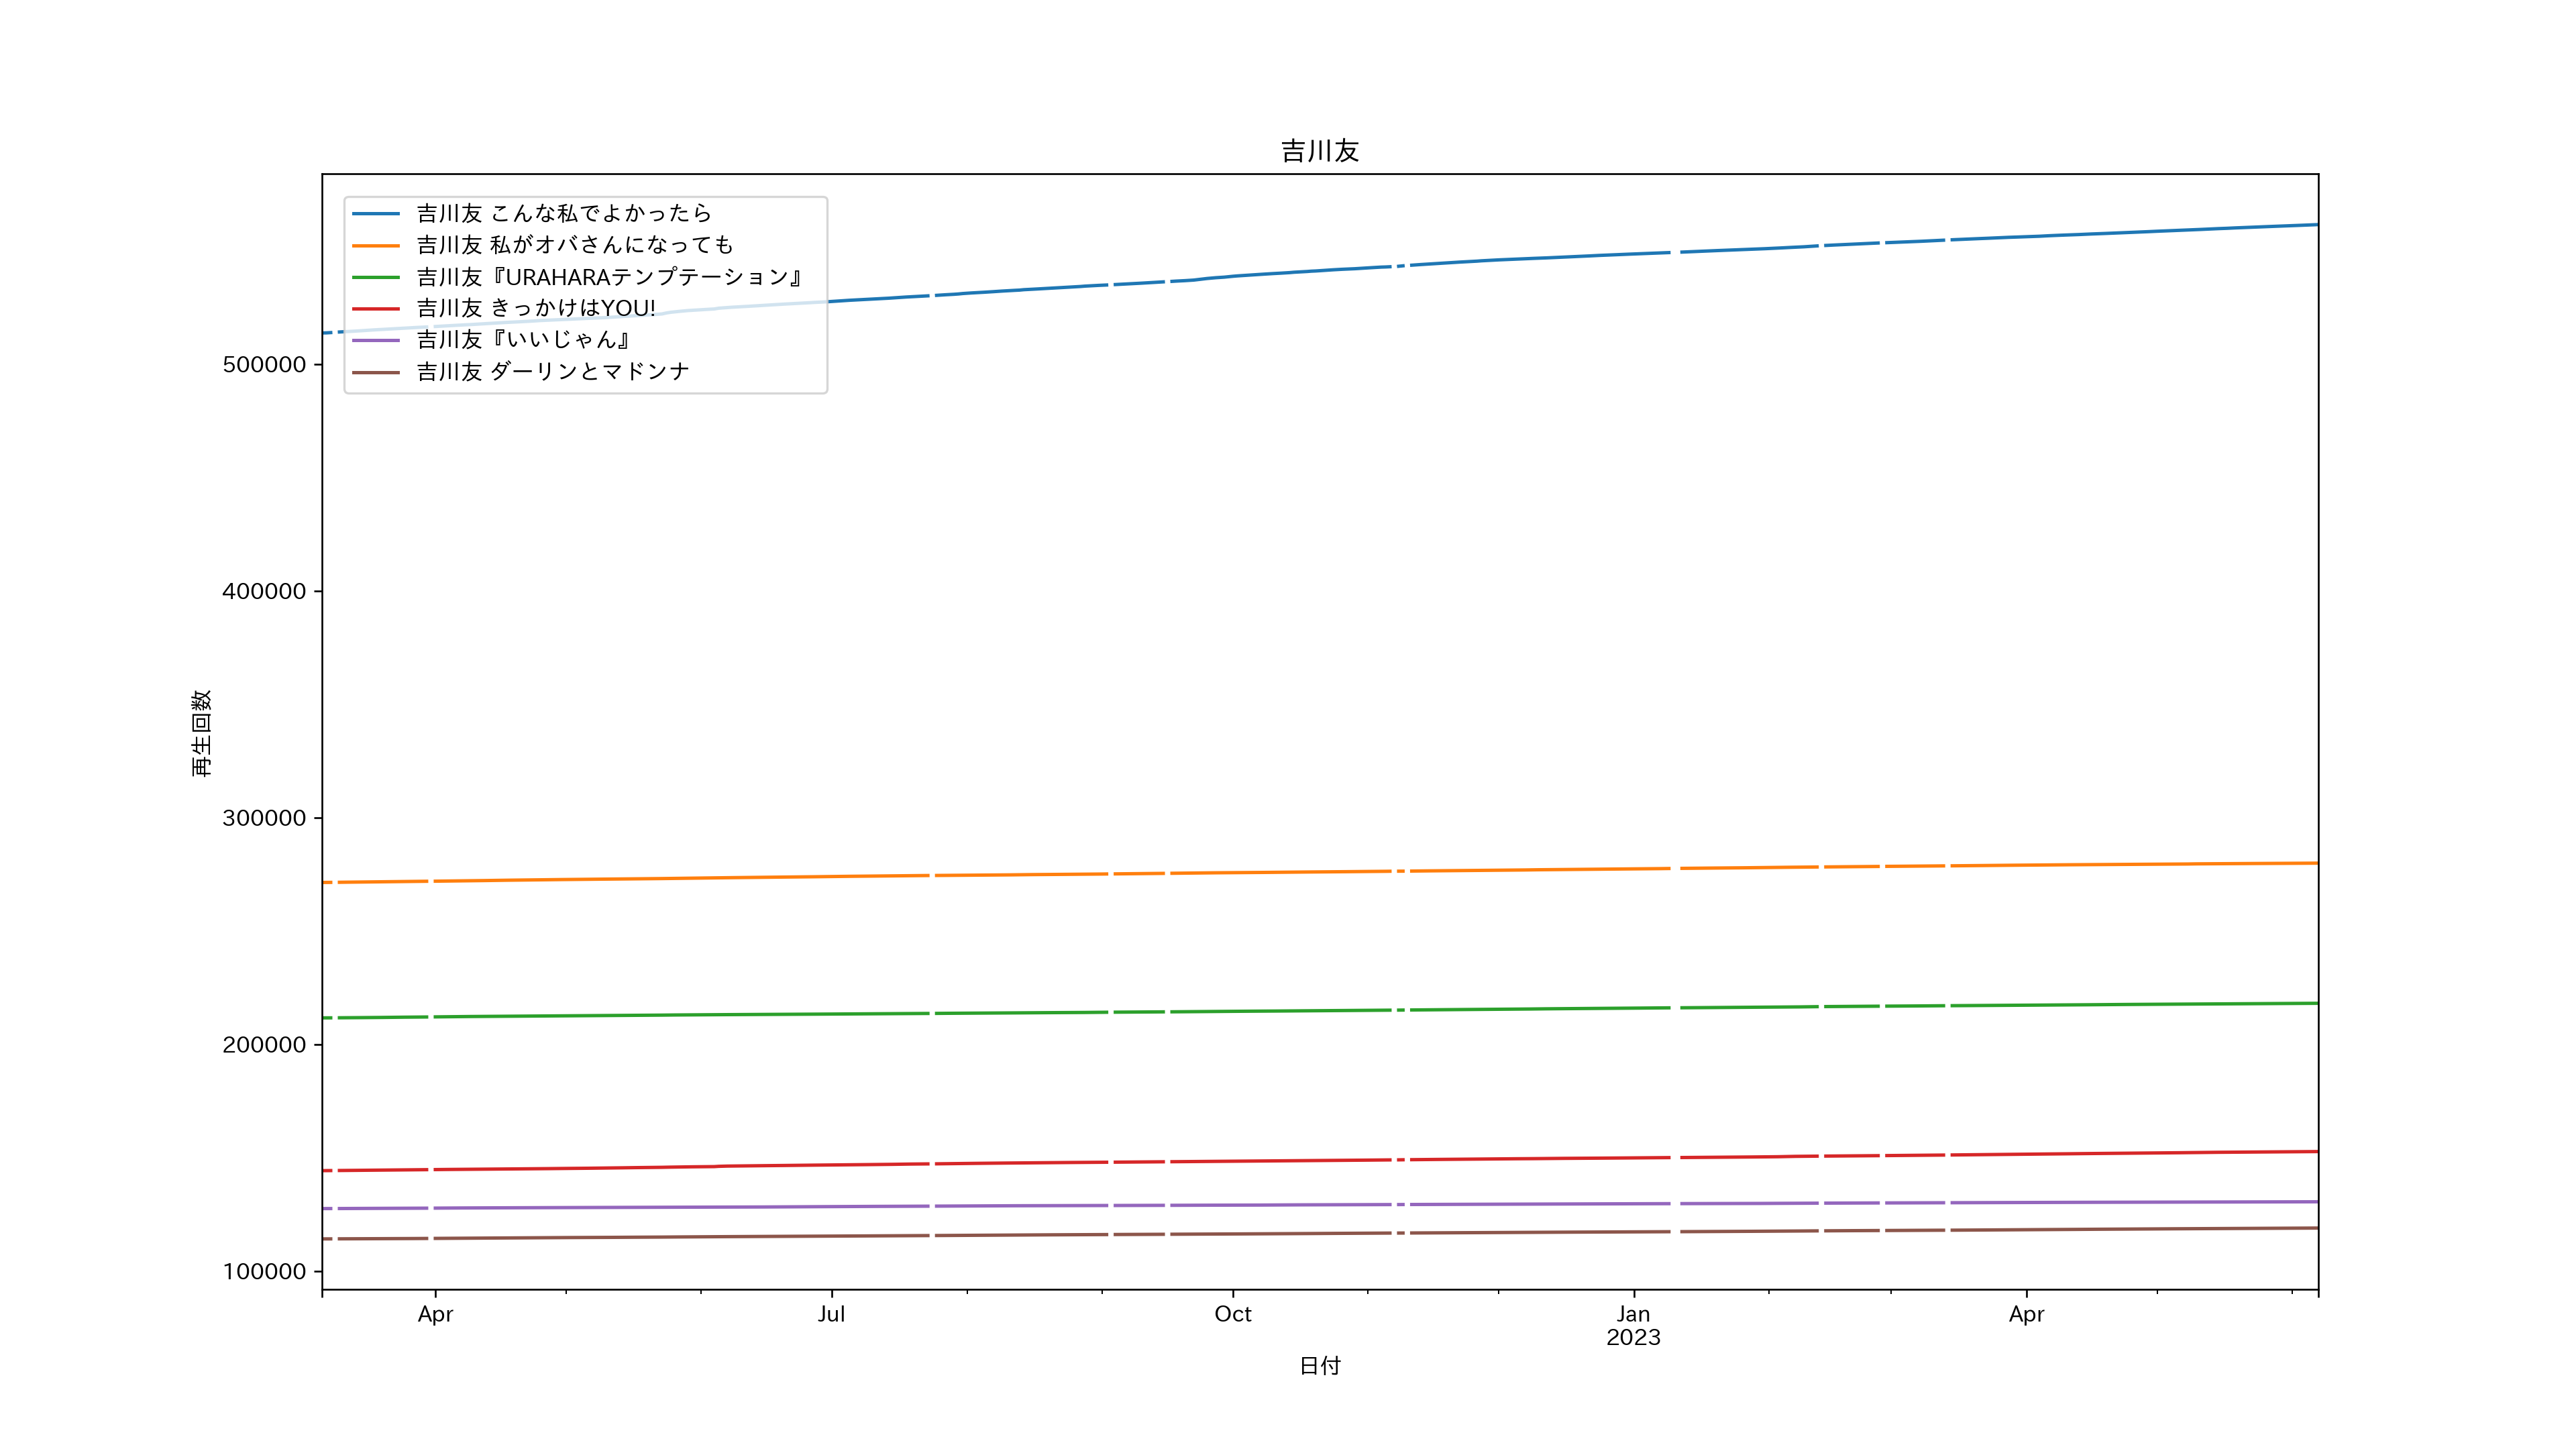 吉川友
吉川友 こんな私でよかったら
吉川友 私がオバさんになっても
吉川友『URAHARAテンプテーション』
吉川友 きっかけはYOU!
吉川友『いいじゃん』
吉川友 ダーリンとマドンナ
再生回数
500000
400000
300000
200000
100000
Apr
Jul
Oct
Jan
2023
Apr
日付